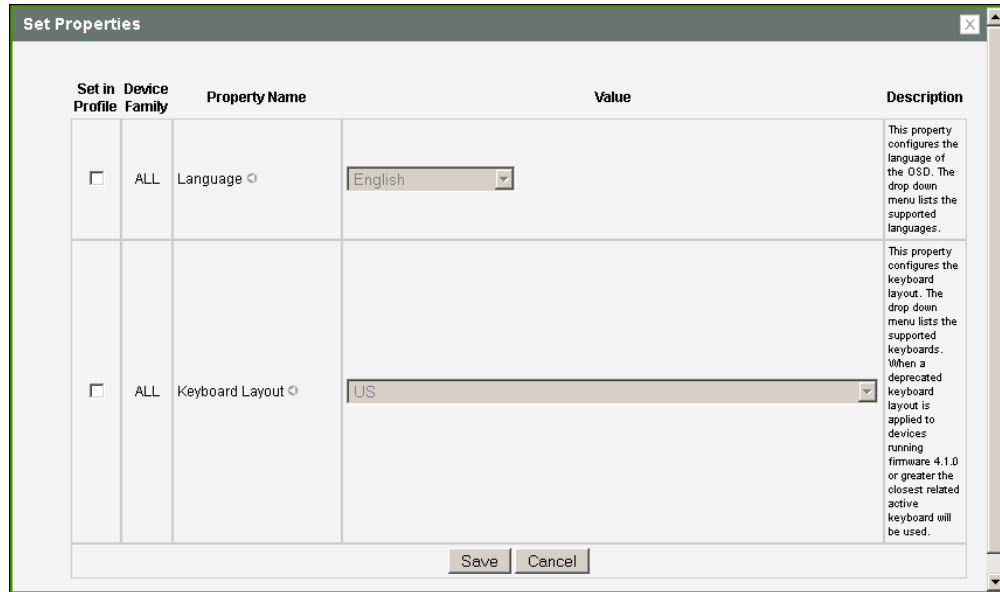 Set Properties
X
Set in Profile
Device Family
Property Name
Value
Description
ALL
Language
English
This property
configures the
language of
the OSD. The
drop down
menu lists the
supported
languages.
ALL
Keyboard Layout
US
This property
configures the
keyboard
layout. The
drop down
menu lists the
supported
keyboards.
When a
deprecated
keyboard
layout is
applied to
devices
running
firmware 4.1.0
or greater the
closest related
active
keyboard will
be used.
Save
Cancel